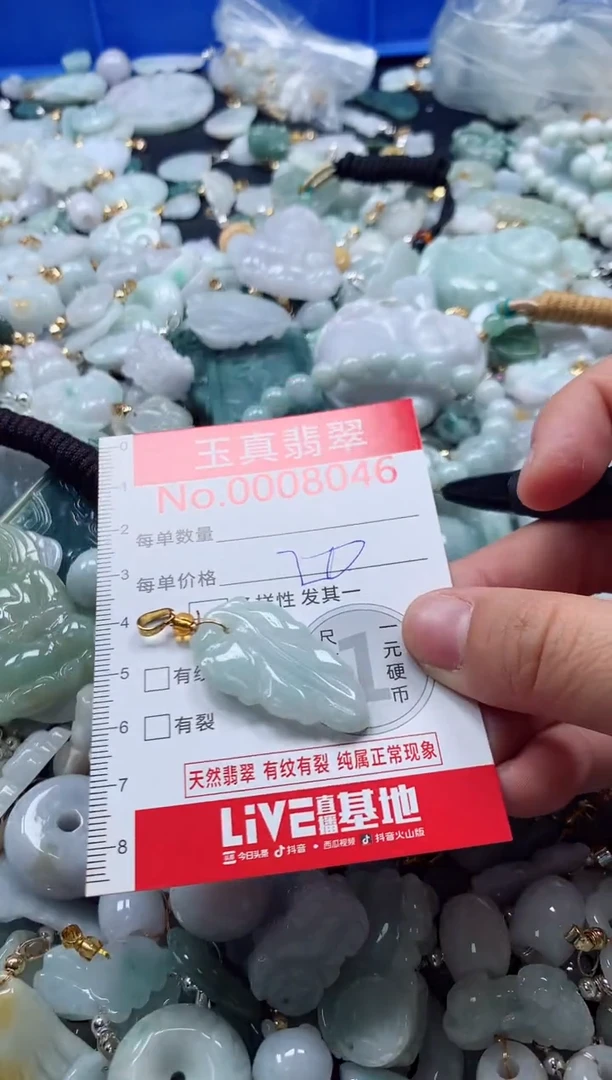 玉真翡翠
No.0008046
每单数量
每单价格
样性 发其一
尺
一元硬币
1
有纹
有裂
天然翡翠 有纹有裂 纯属正常现象
LiVE直播基地
今日头条 抖音 • 西瓜视频 抖音火山版
0
1
2
3
4
5
6
7
8